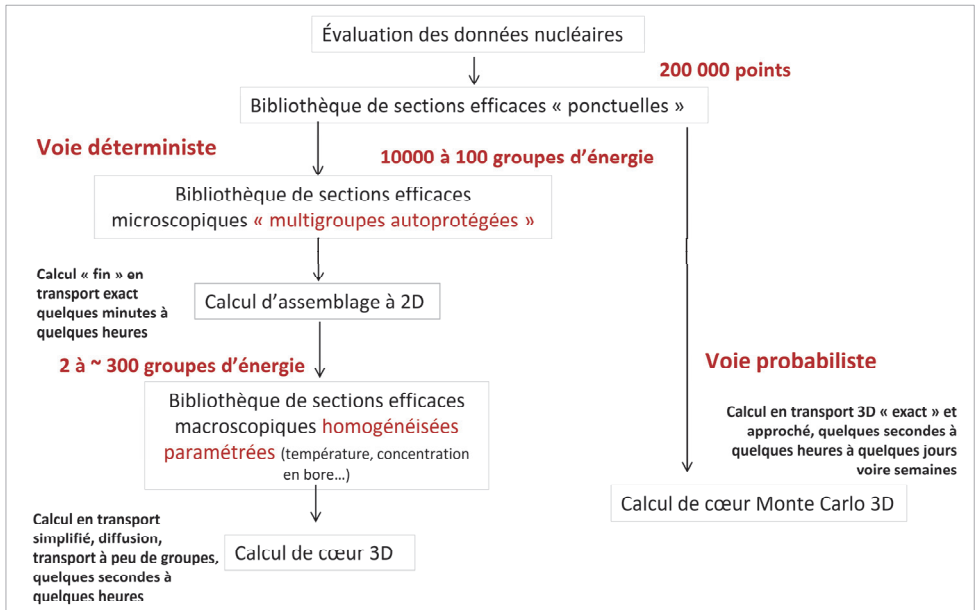 Évaluation des données nucléaires
200 000 points
Bibliothèque de sections efficaces « ponctuelles »
Voie déterministe
10000 à 100 groupes d’énergie
Bibliothèque de sections efficaces
microscopiques « multigroupes autoprotégées »
Calcul « fin » en
transport exact
quelques minutes à
quelques heures
Calcul d’assemblage à 2D
2 à ~ 300 groupes d’énergie
Bibliothèque de sections efficaces
macroscopiques homogénéisées
paramétrées (température, concentration
en bore...)
Calcul en transport
simplifié, diffusion,
transport à peu de groupes,
quelques secondes à
quelques heures
Calcul de cœur 3D
Voie probabiliste
Calcul en transport 3D « exact » et
approché, quelques secondes à
quelques heures à quelques jours
voire semaines
Calcul de cœur Monte Carlo 3D